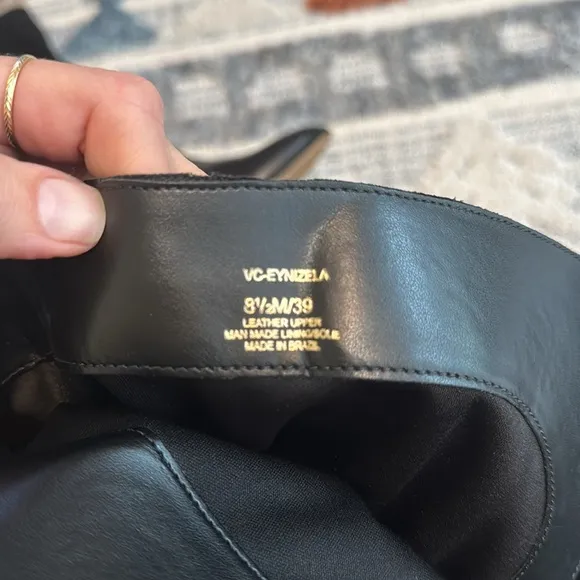 VC-EYNIZELA
8½M/39
LEATHER UPPER
MAN MADE LINING/SOLE
MADE IN BRAZIL